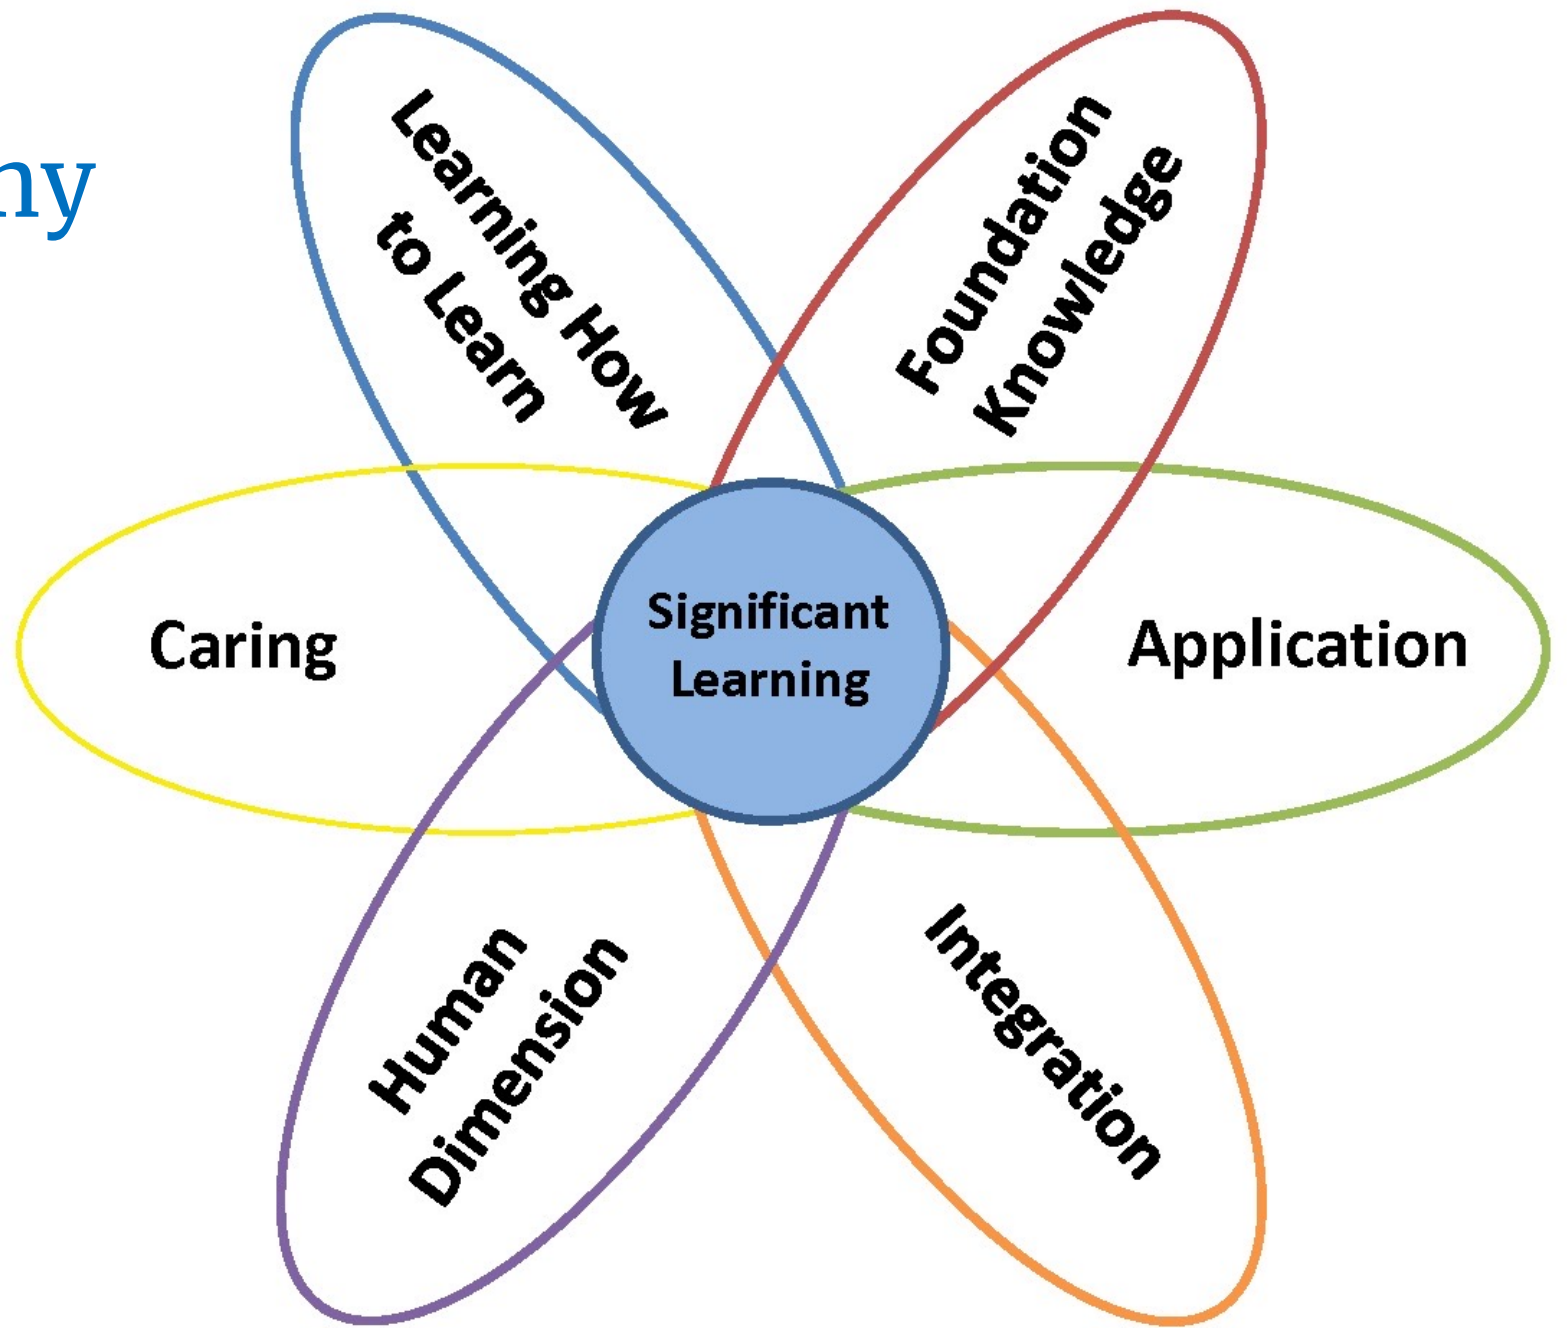 ny
Learning How
to Learn
Foundation
Knowledge
Caring
Significant
Learning
Application
Human
Dimension
Integration